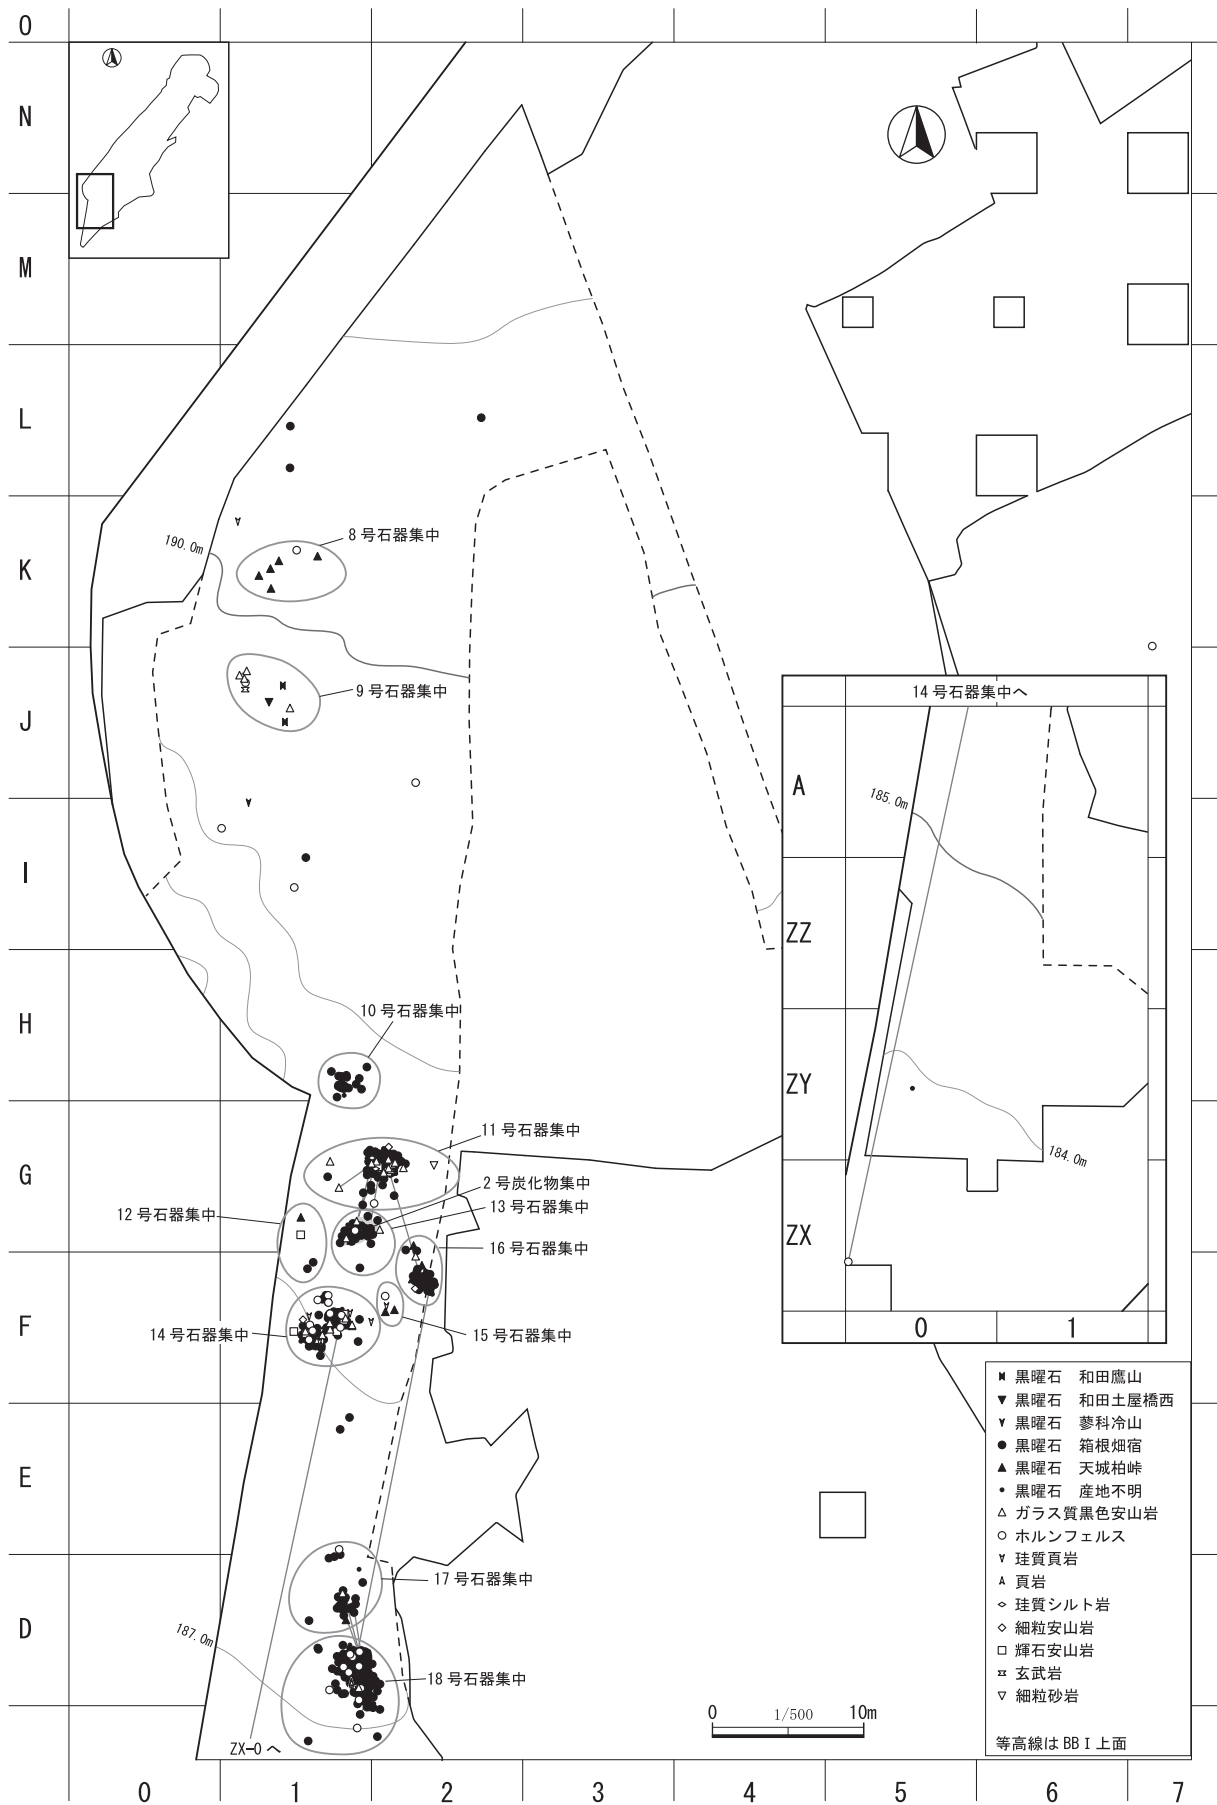 O
N
M
L
K
J
I
H
G
F
E
D
190.0m
8号石器集中
9号石器集中
10号石器集中
11号石器集中
2号炭化物集中
13号石器集中
12号石器集中
16号石器集中
14号石器集中
15号石器集中
17号石器集中
187.0m
18号石器集中
ZX-0 へ
14号石器集中へ
A
185.0m
ZZ
ZY
184.0m
ZX
0 1
黒曜石 和田鷹山
黒曜石 和田土屋橋西
黒曜石 蓼科冷山
黒曜石 箱根畑宿
黒曜石 天城柏峠
黒曜石 産地不明
ガラス質黒色安山岩
ホルンフェルス
珪質頁岩
頁岩
珪質シルト岩
細粒安山岩
輝石安山岩
玄武岩
細粒砂岩
等高線は BB I 上面
0 1/500 10m
0 1 2 3 4 5 6 7